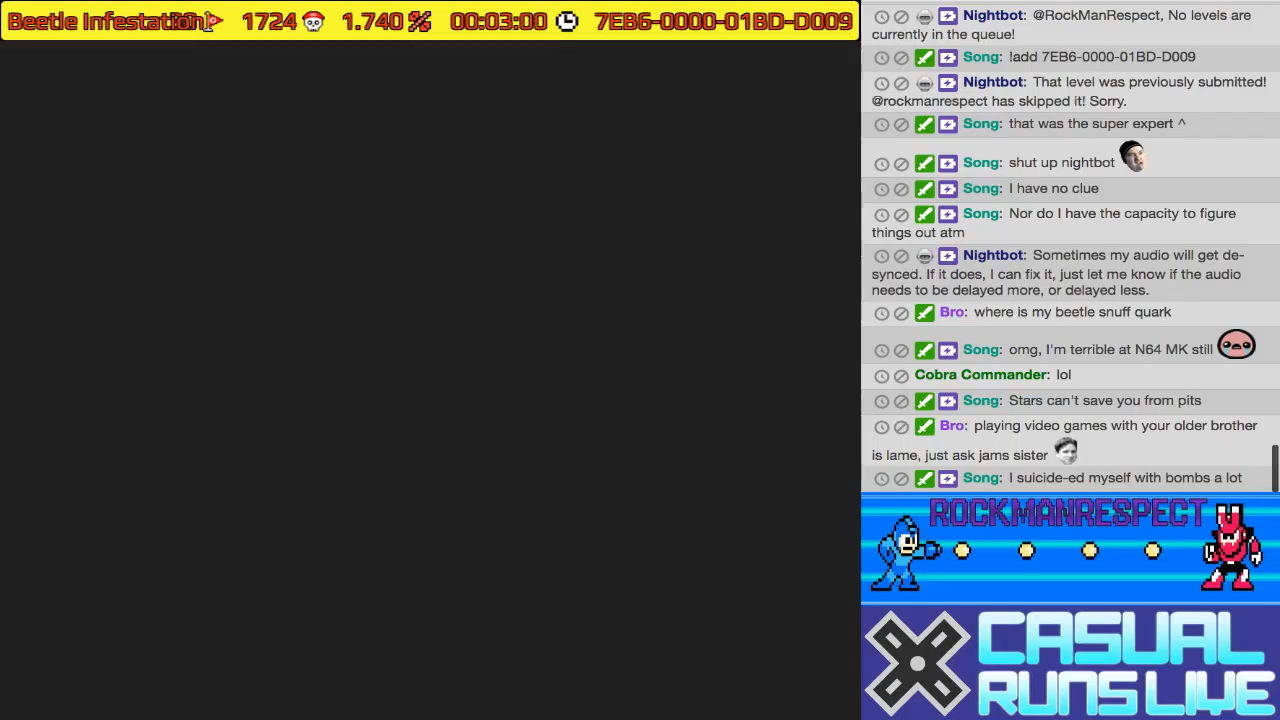 Beetle Infestation 1724 1.740 00:03:00 7EB6-0000-01BD-D009
Nightbot: @RockManRespect, No levels are
currently in the queue!
Song: !add 7EB6-0000-01BD-D009
Nightbot: That level was previously submitted!
@rockmanrespect has skipped it! Sorry.
Song: that was the super expert ^
Song: shut up nightbot
Song: I have no clue
Song: Nor do I have the capacity to figure
things out atm
Nightbot: Sometimes my audio will get de-
synced. If it does, I can fix it, just let me know if the audio
needs to be delayed more, or delayed less.
Bro: where is my beetle snuff quark
Song: omg, I'm terrible at N64 MK still
Cobra Commander: lol
Song: Stars can't save you from pits
Bro: playing video games with your older brother
is lame, just ask jams sister
Song: I suicide-ed myself with bombs a lot
ROCKMANRESPECT
CASUAL
RUNS LIVE